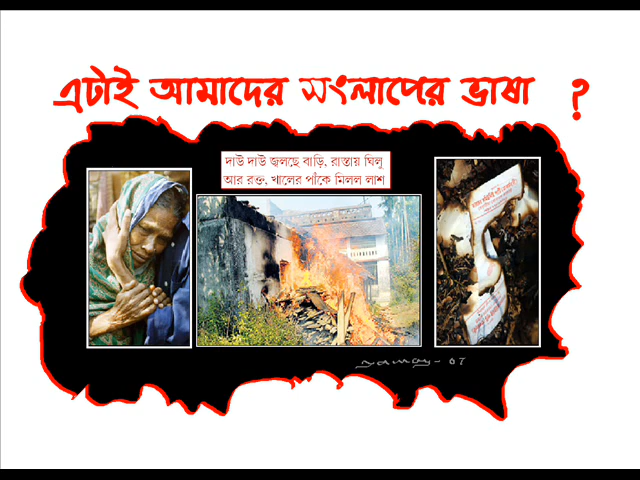 এটাই আমাদের সংলাপের ভাষা ?
দাউ দাউ জ্বলছে বাড়ি, রাস্তায় ঘিলু
আর রক্ত, খালের পাঁকে মিলল লাশ